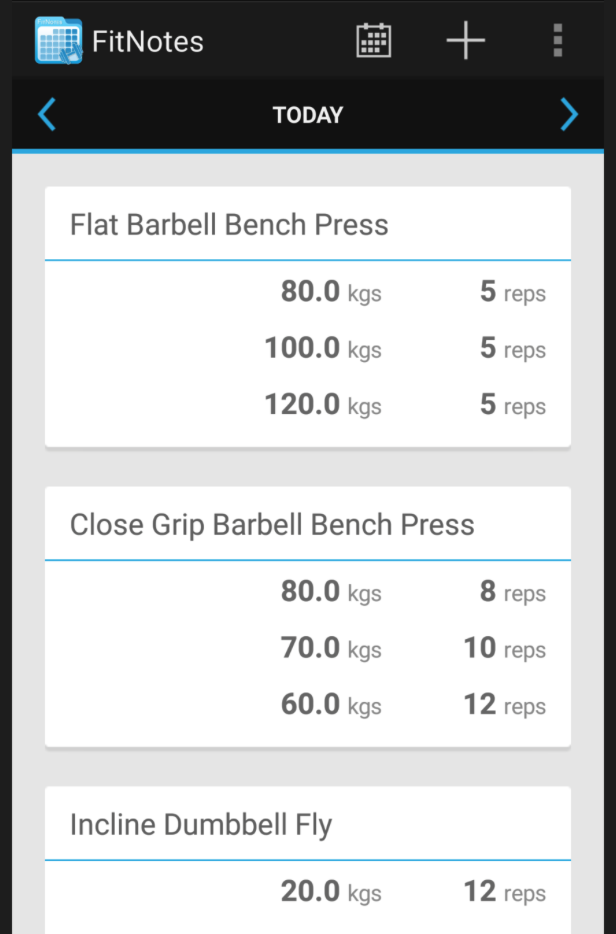 FitNotes
TODAY
Flat Barbell Bench Press
80.0 kgs 5 reps
100.0 kgs 5 reps
120.0 kgs 5 reps
Close Grip Barbell Bench Press
80.0 kgs 8 reps
70.0 kgs 10 reps
60.0 kgs 12 reps
Incline Dumbbell Fly
20.0 kgs 12 reps